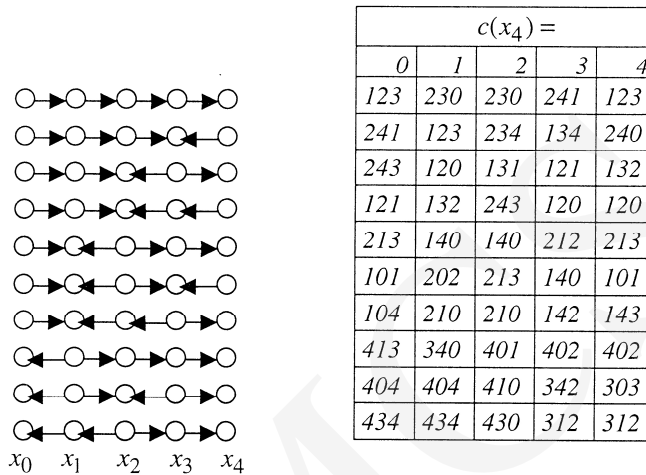 c(x₄) =
0 1 2 3 4
123 230 230 241 123
241 123 234 134 240
243 120 131 121 132
121 132 243 120 120
213 140 140 212 213
101 202 213 140 101
104 210 210 142 143
413 340 401 402 402
404 404 410 342 303
434 434 430 312 312
x₀ x₁ x₂ x₃ x₄